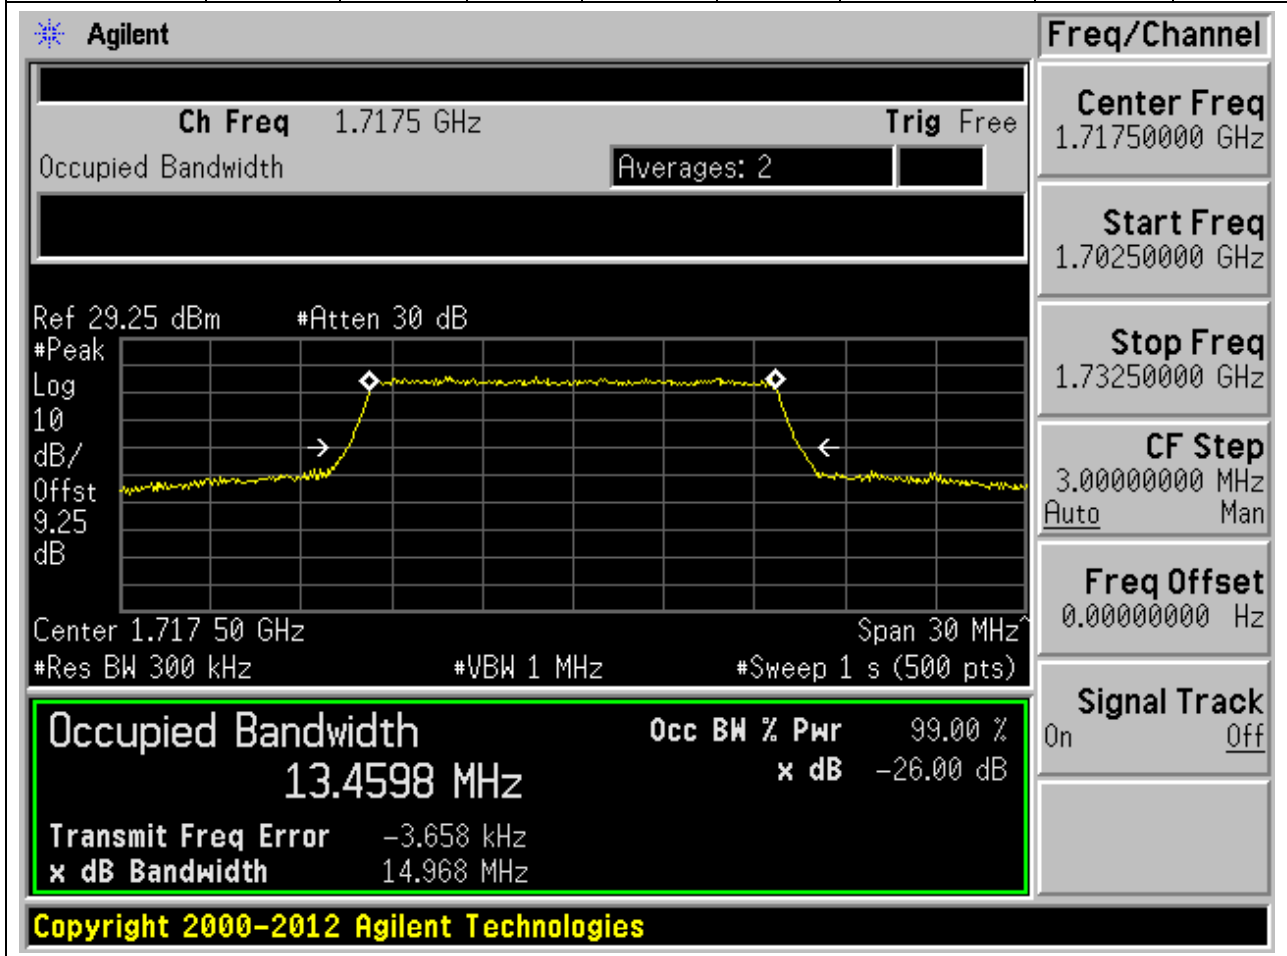 Agilent
Freq/Channel
Ch Freq 1.7175 GHz Trig Free
Occupied Bandwidth Averages: 2
Center Freq
1.71750000 GHz
Start Freq
1.70250000 GHz
Stop Freq
1.73250000 GHz
CF Step
3.00000000 MHz
Auto Man
Freq Offset
0.00000000 Hz
Signal Track
On Off
Ref 29.25 dBm #Atten 30 dB
#Peak
Log
10
dB/
Offst
9.25
dB
Center 1.717 50 GHz Span 30 MHz^
#Res BW 300 kHz #VBW 1 MHz #Sweep 1 s (500 pts)
Occupied Bandwidth
13.4598 MHz
Occ BW % Pwr 99.00 %
x dB -26.00 dB
Transmit Freq Error -3.658 kHz
x dB Bandwidth 14.968 MHz
Copyright 2000-2012 Agilent Technologies